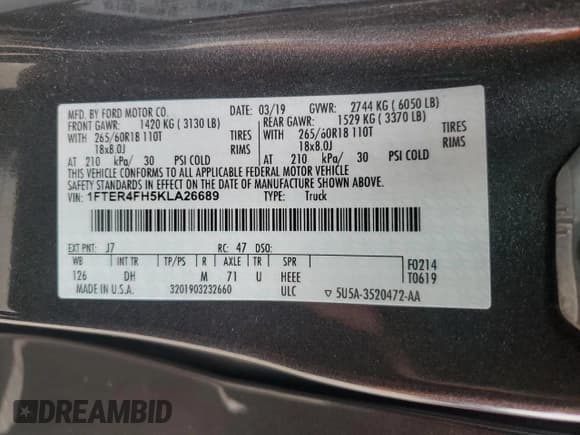 MFD. BY FORD MOTOR CO.
DATE: 03/19
GVWR: 2744 KG ( 6050 LB)
FRONT GAWR: 1420 KG ( 3130 LB)
REAR GAWR: 1529 KG ( 3370 LB)
WITH 265/60R18 110T TIRES
WITH 265/60R18 110T TIRES
18x8.0J RIMS
18x8.0J RIMS
AT 210 kPa/ 30 PSI COLD
AT 210 kPa/ 30 PSI COLD
THIS VEHICLE CONFORMS TO ALL APPLICABLE FEDERAL MOTOR VEHICLE
SAFETY STANDARDS IN EFFECT ON THE DATE OF MANUFACTURE SHOWN ABOVE.
VIN: 1FTER4FH5KLA26689
TYPE: Truck
EXT PNT: J7 RC: 47 DSO:
WB INT TR TP/PS R AXLE TR SPR
126 DH M 71 U HEEE
F0214
T0619
MADE IN U.S.A. 3201903232660 ULC
▽ 5U5A-3520472-AA
DREAMBID